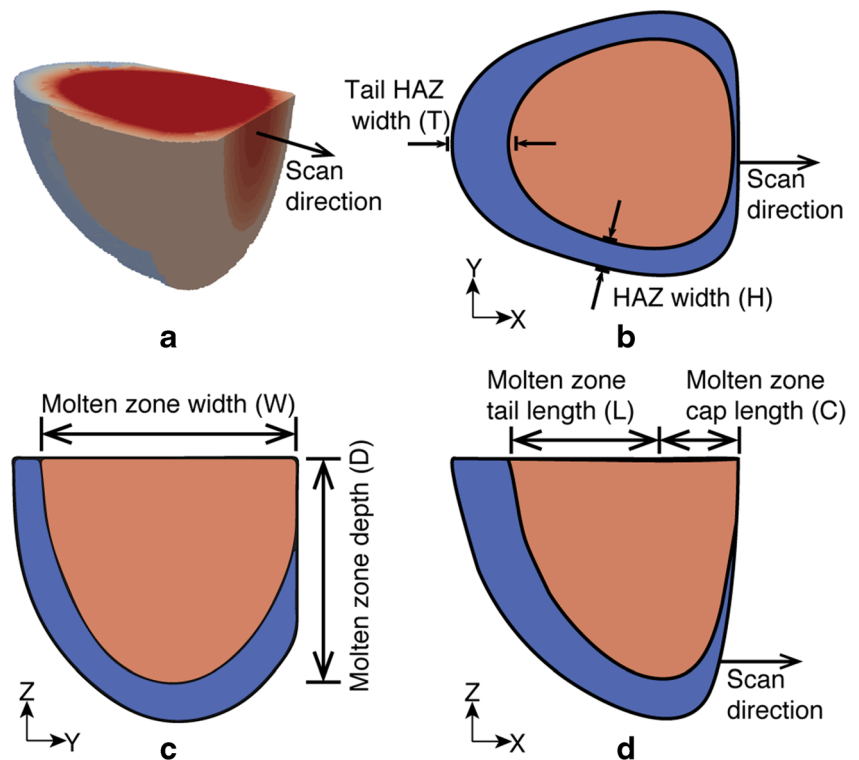 Scan
direction
a
Tail HAZ
width (T)
Scan
direction
HAZ width (H)
Y
X
b
Molten zone width (W)
Molten zone depth (D)
Z
Y
c
Molten zone
tail length (L)
Molten zone
cap length (C)
Scan
direction
Z
X
d